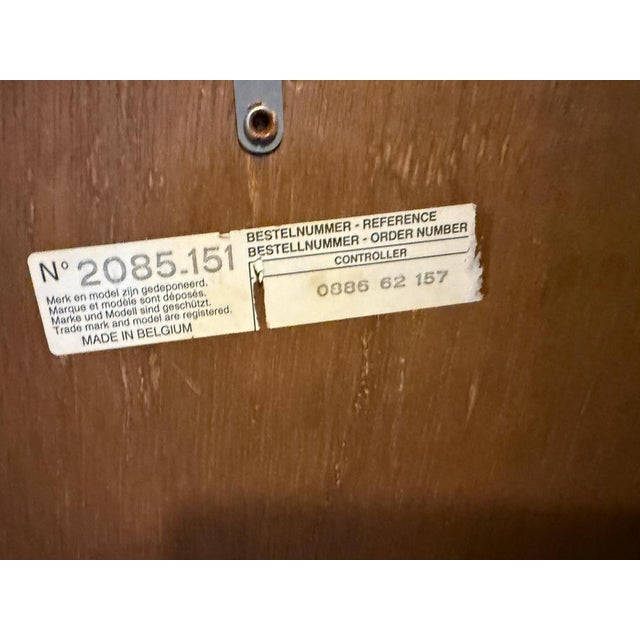 Nº 2085-151
Merk en model zijn gedeponeerd.
Marque et modèle sont déposés.
Marke und Modell sind geschützt.
Trade mark and model are registered.
MADE IN BELGIUM
BESTELNUMMER - REFERENCE
BESTELLNUMMER - ORDER NUMBER
CONTROLLER
0886 62 157